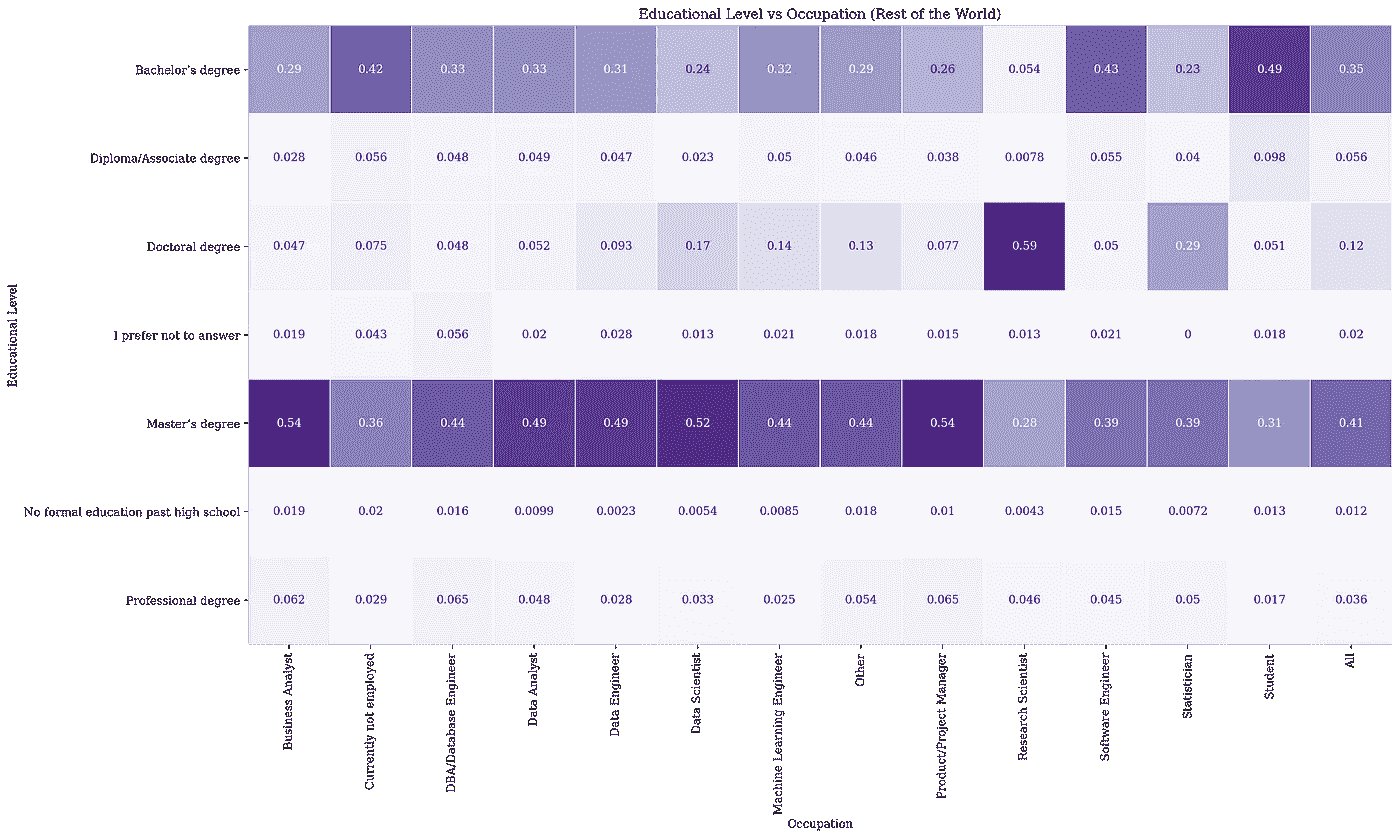 Educational Level vs Occupation (Rest of the World)
Educational Level
Bachelor's degree 0.29 0.42 0.33 0.33 0.31 0.24 0.32 0.29 0.26 0.054 0.43 0.23 0.49 0.35
Diploma/Associate degree 0.028 0.056 0.048 0.049 0.047 0.023 0.05 0.046 0.038 0.0078 0.055 0.04 0.098 0.056
Doctoral degree 0.047 0.075 0.048 0.052 0.093 0.17 0.14 0.13 0.077 0.59 0.05 0.29 0.051 0.12
I prefer not to answer 0.019 0.043 0.056 0.02 0.028 0.013 0.021 0.018 0.015 0.013 0.021 0 0.018 0.02
Master's degree 0.54 0.36 0.44 0.49 0.49 0.52 0.44 0.44 0.54 0.28 0.39 0.39 0.31 0.41
No formal education past high school 0.019 0.02 0.016 0.0099 0.0023 0.0054 0.0085 0.018 0.01 0.0043 0.015 0.0072 0.013 0.012
Professional degree 0.062 0.029 0.065 0.048 0.028 0.033 0.025 0.054 0.065 0.046 0.045 0.05 0.017 0.036
Business Analyst
Currently not employed
DBA/Database Engineer
Data Analyst
Data Engineer
Data Scientist
Machine Learning Engineer
Other
Product/Project Manager
Research Scientist
Software Engineer
Statistician
Student
All
Occupation